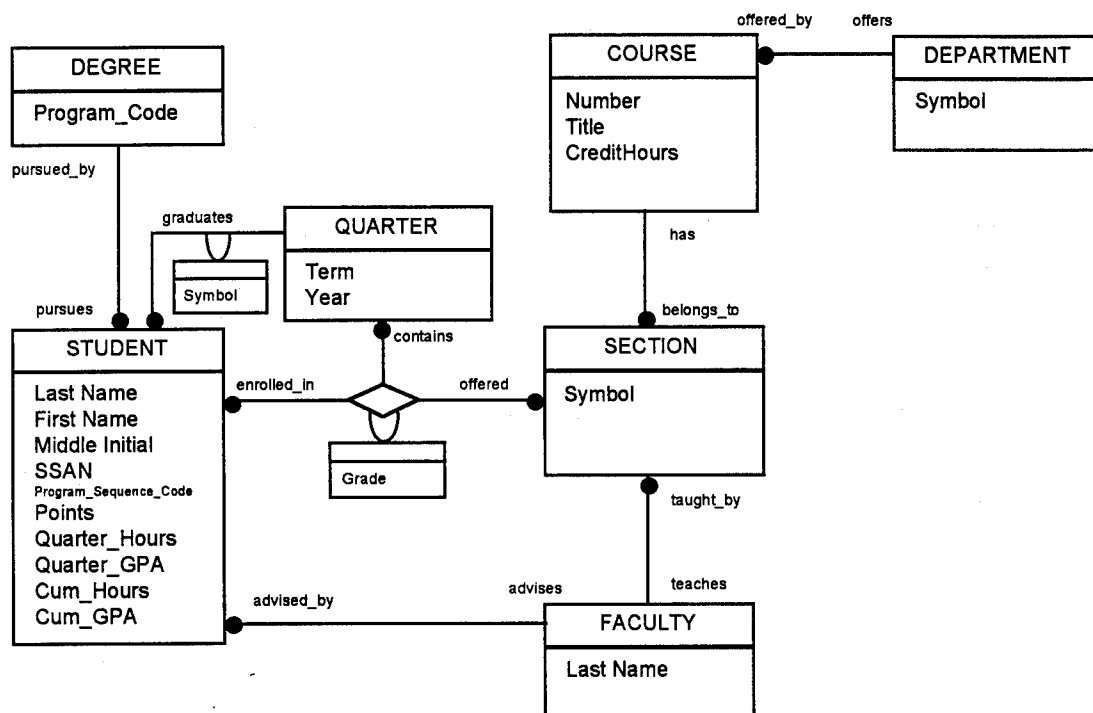 offered_by
offers
DEGREE
Program_Code
COURSE
Number
Title
CreditHours
DEPARTMENT
Symbol
pursued_by
graduates
QUARTER
Term
Year
Symbol
has
pursues
contains
belongs_to
STUDENT
Last Name
First Name
Middle Initial
SSAN
Program_Sequence_Code
Points
Quarter_Hours
Quarter_GPA
Cum_Hours
Cum_GPA
enrolled_in
offered
Grade
SECTION
Symbol
taught_by
teaches
advised_by
advises
FACULTY
Last Name